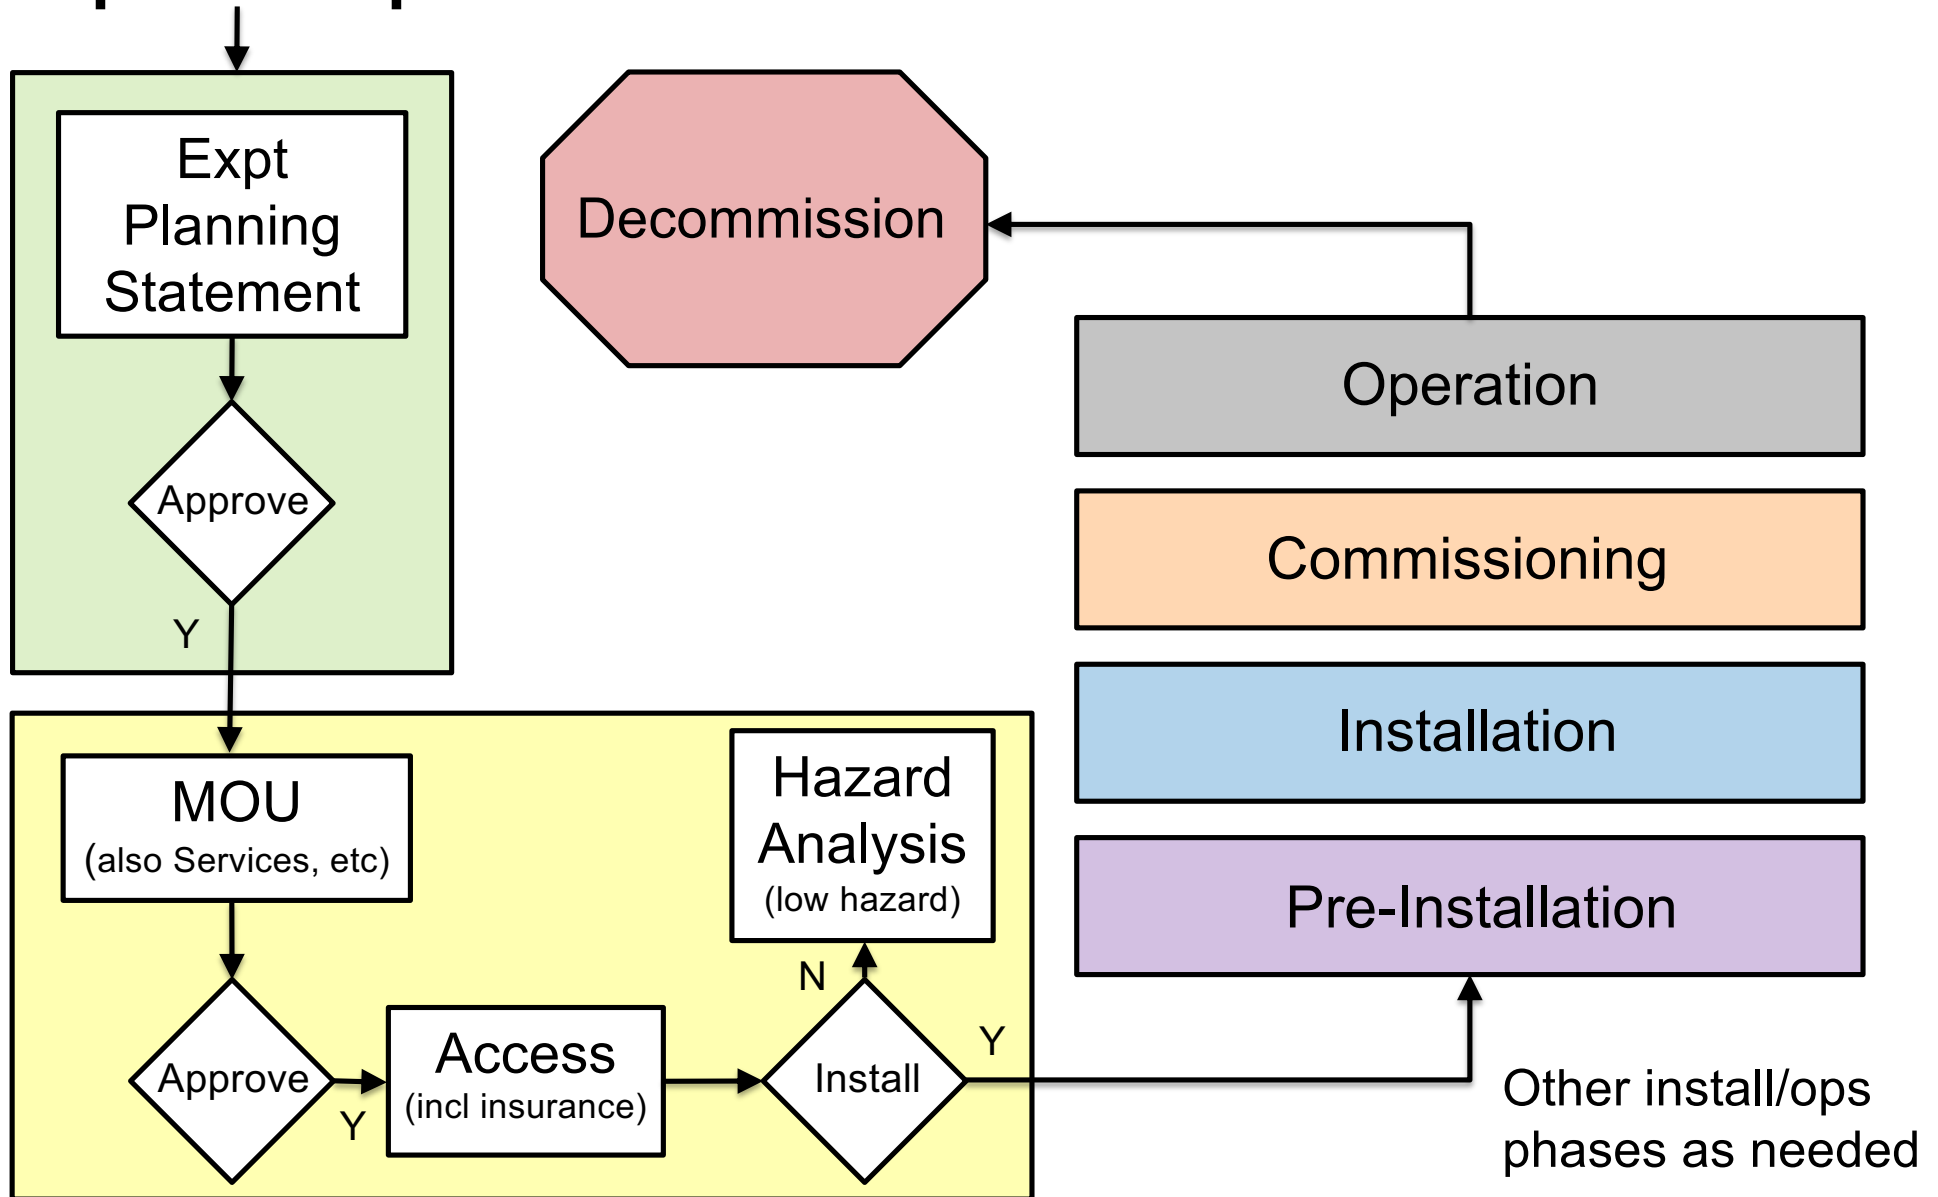 Expt
Planning
Statement
Approve
Y
MOU
(also Services, etc)
Approve
Y
Access
(incl insurance)
Install
N
Y
Hazard
Analysis
(low hazard)
Decommission
Operation
Commissioning
Installation
Pre-Installation
Other install/ops
phases as needed